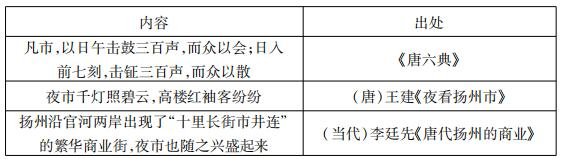 内容 出处
凡市,以日午击鼓三百声,而众以会;日入
前七刻,击钲三百声,而众以散
《唐六典》
夜市千灯照碧云,高楼红袖客纷纷 (唐)王建《夜看扬州市》
扬州沿官河两岸出现了“十里长街市井连”
的繁华商业街,夜市也随之兴盛起来
(当代)李廷先《唐代扬州的商业》